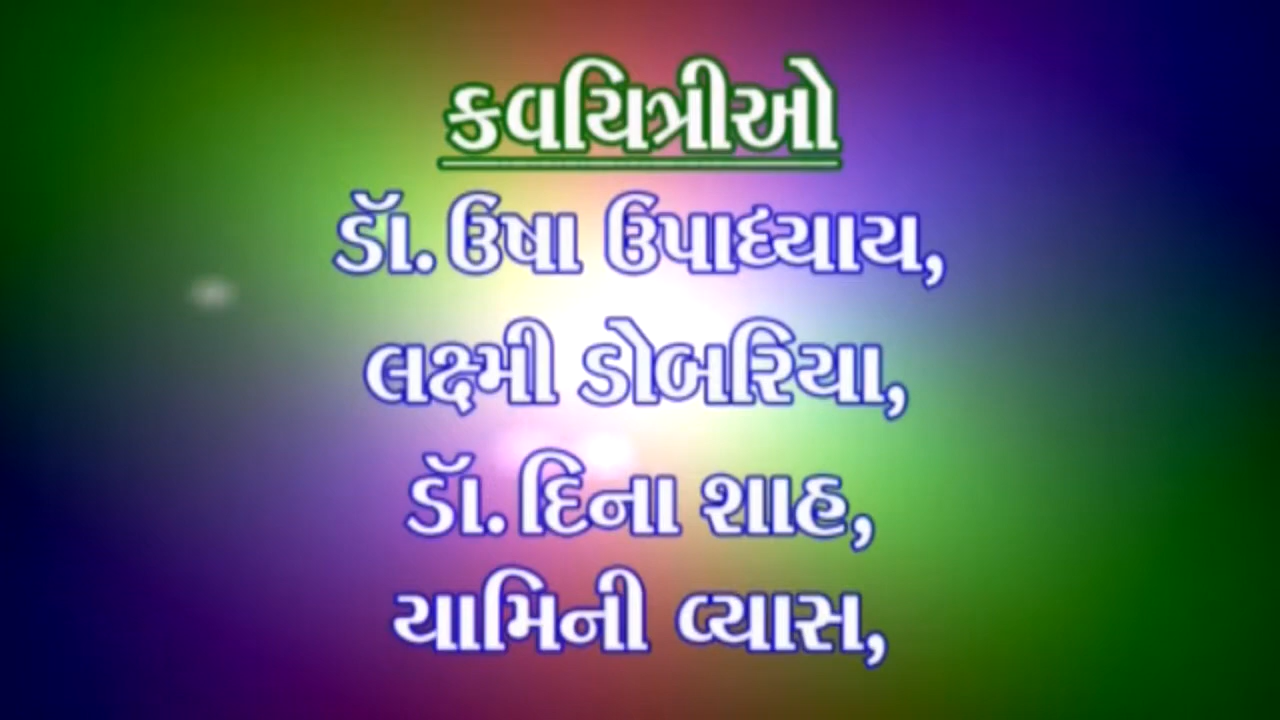 કવયિત્રીઓ
ડૉ. ઉષા ઉપાધ્યાય,
લક્ષ્મી ડોબરિયા,
ડૉ. દિના શાહ,
યામિની વ્યાસ,